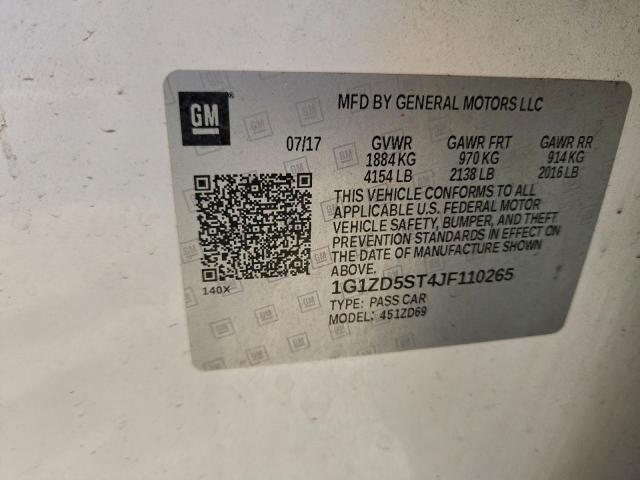 GM
MFD BY GENERAL MOTORS LLC
07/17 GVWR GAWR FRT GAWR RR
1884 KG 970 KG 914 KG
4154 LB 2138 LB 2016 LB
THIS VEHICLE CONFORMS TO ALL
APPLICABLE U.S. FEDERAL MOTOR
VEHICLE SAFETY, BUMPER, AND THEFT
PREVENTION STANDARDS IN EFFECT ON
THE DATE OF MANUFACTURE SHOWN
ABOVE.
140X
1G1ZD5ST4JF110265
TYPE: PASS CAR
MODEL: 451ZD69